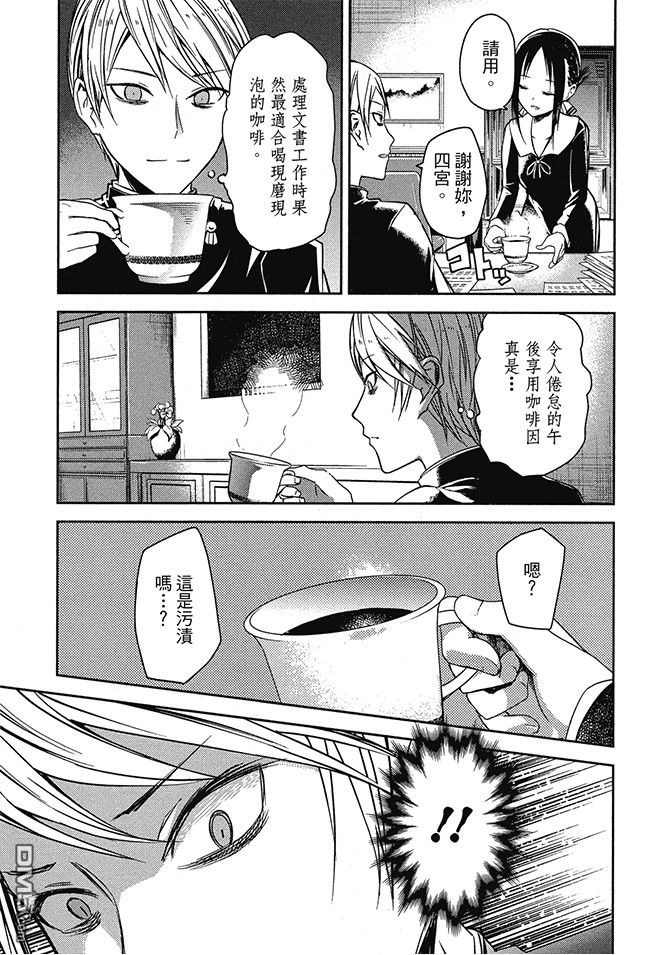 請用。
謝謝妳，
四宮。
ヨトッ
處理文書工作時果
然最適合喝現磨現
泡的咖啡。
令人倦怠的午
後享用咖啡因
真是…
嗯？
這是污漬
嗎…？
!!